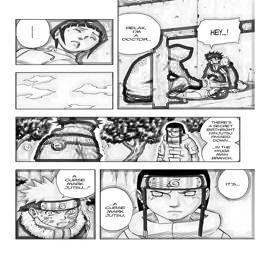 HEY...!
RELAX,
I'M
A
DOCTOR...
THERE'S
A SECRET
BIRTHRIGHT
NINJUTSU
PASSED
DOWN...
...IN THE
HYUGA
MAIN
BRANCH.
IT'S...
A
CURSE
MARK
JUTSU.
A
CURSE
MARK
JUTSU...?